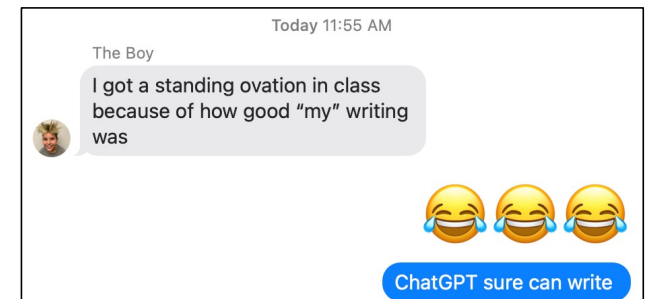 Today 11:55 AM
The Boy
I got a standing ovation in class
because of how good “my” writing
was
😂😂😂
ChatGPT sure can write